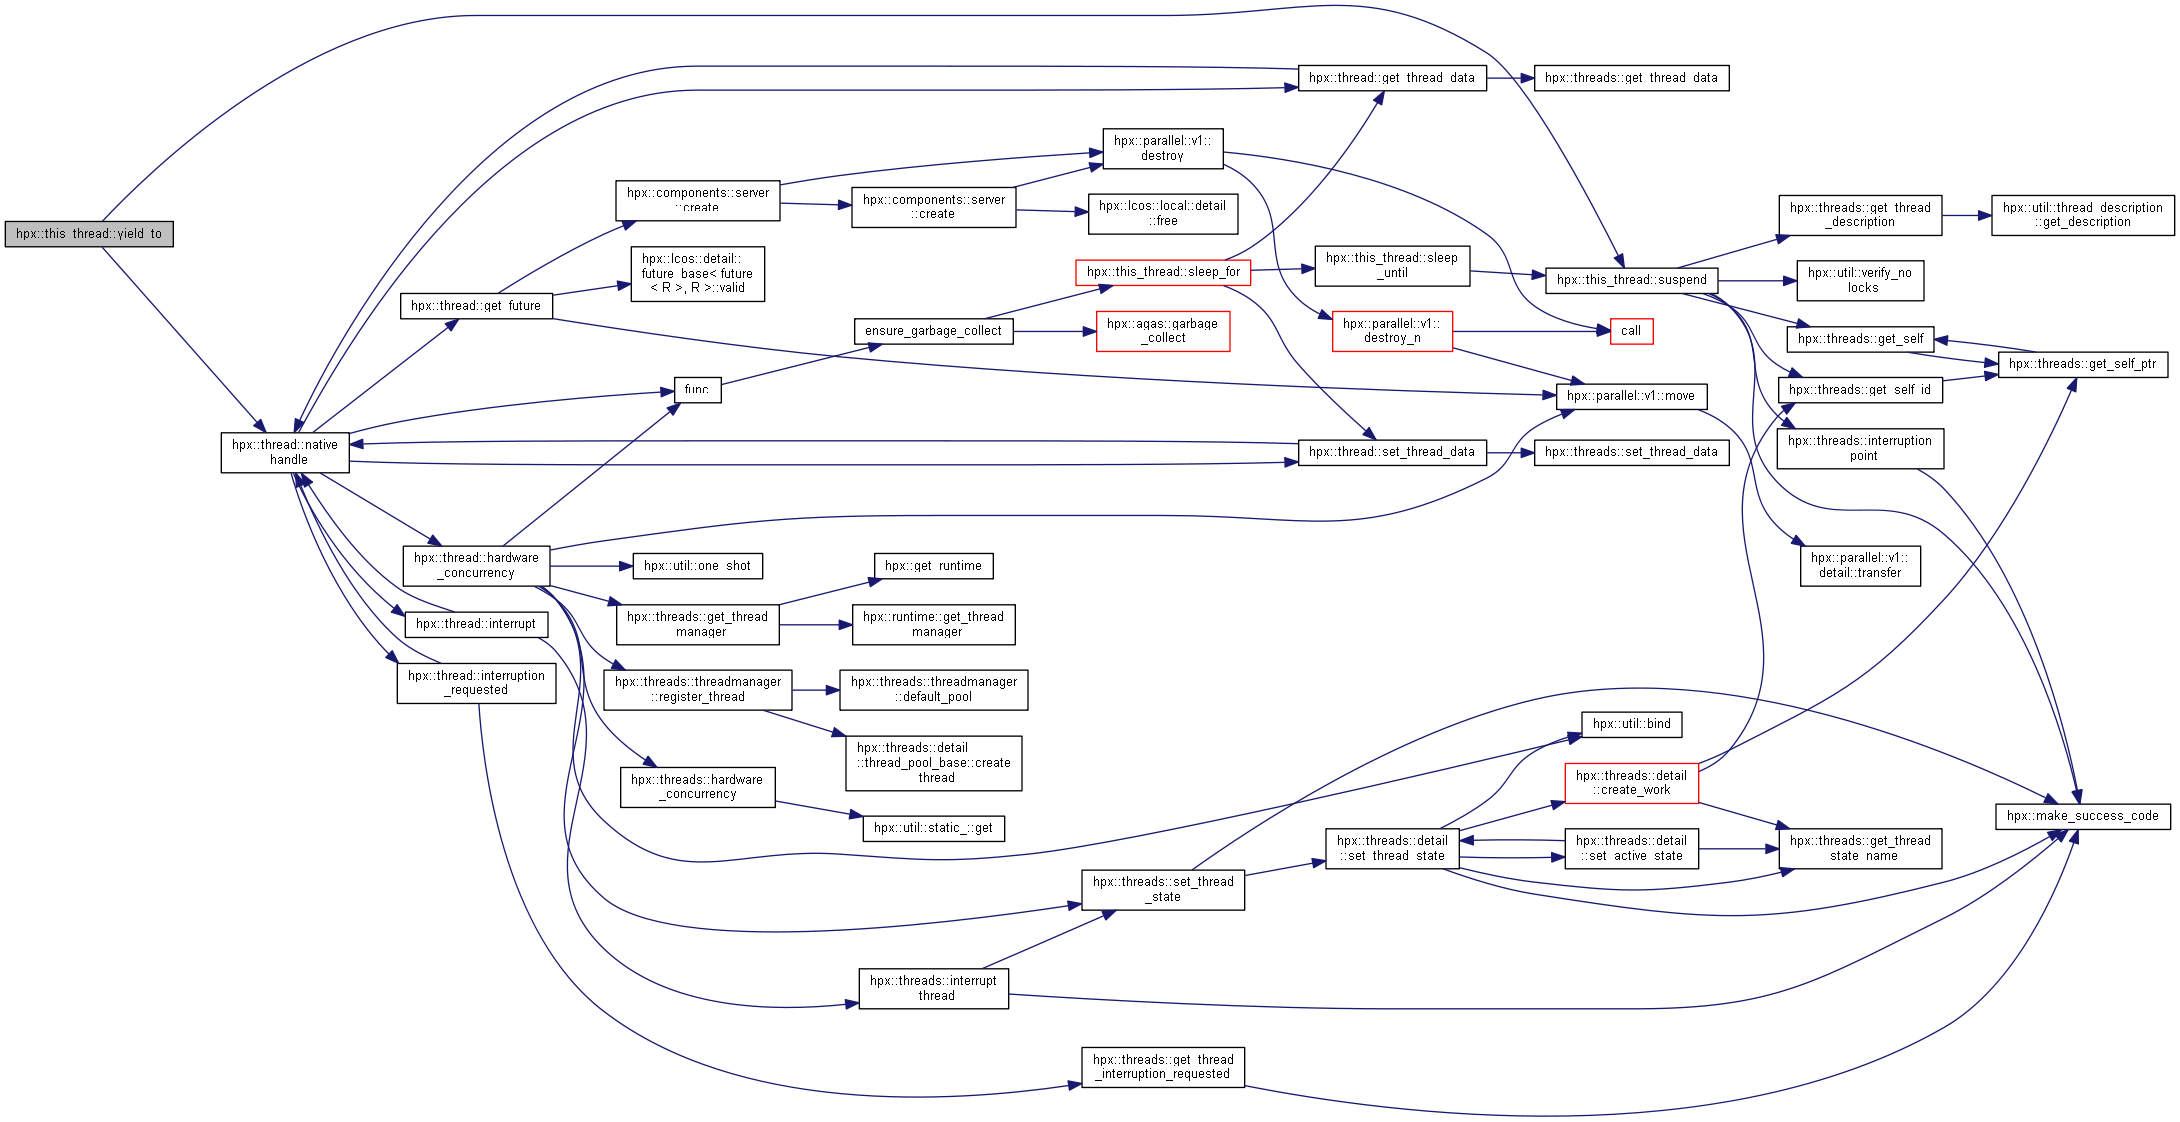 hpx::this_thread::yield_to
hpx::thread::native
_handle
hpx::thread::get_future
hpx::thread::hardware
_concurrency
hpx::thread::interrupt
hpx::thread::interruption
_requested
hpx::components::server
::create
hpx::lcos::detail::
future_base< future
< R >, R >::valid
func
hpx::util::one_shot
hpx::threads::get_thread
_manager
hpx::threads::threadmanager
::register_thread
hpx::threads::hardware
_concurrency
hpx::components::server
::create
ensure_garbage_collect
hpx::get_runtime
hpx::runtime::get_thread
_manager
hpx::threads::threadmanager
::default_pool
hpx::threads::detail
::thread_pool_base::create
_thread
hpx::util::static_::get
hpx::threads::interrupt
_thread
hpx::parallel::v1::
destroy
hpx::lcos::local::detail
::free
hpx::this_thread::sleep_for
hpx::agas::garbage
_collect
hpx::threads::set_thread
_state
hpx::threads::get_thread
_interruption_requested
hpx::thread::get_thread_data
hpx::this_thread::sleep
_until
hpx::parallel::v1::
destroy_n
hpx::thread::set_thread_data
hpx::threads::detail
::set_thread_state
hpx::threads::get_thread_data
hpx::this_thread::suspend
call
hpx::parallel::v1::move
hpx::threads::set_thread_data
hpx::util::bind
hpx::threads::detail
::create_work
hpx::threads::detail
::set_active_state
hpx::threads::get_thread
_description
hpx::util::verify_no
_locks
hpx::threads::get_self
hpx::threads::get_self_id
hpx::threads::interruption
_point
hpx::parallel::v1::
detail::transfer
hpx::threads::get_thread
_state_name
hpx::util::thread_description
::get_description
hpx::threads::get_self_ptr
hpx::make_success_code